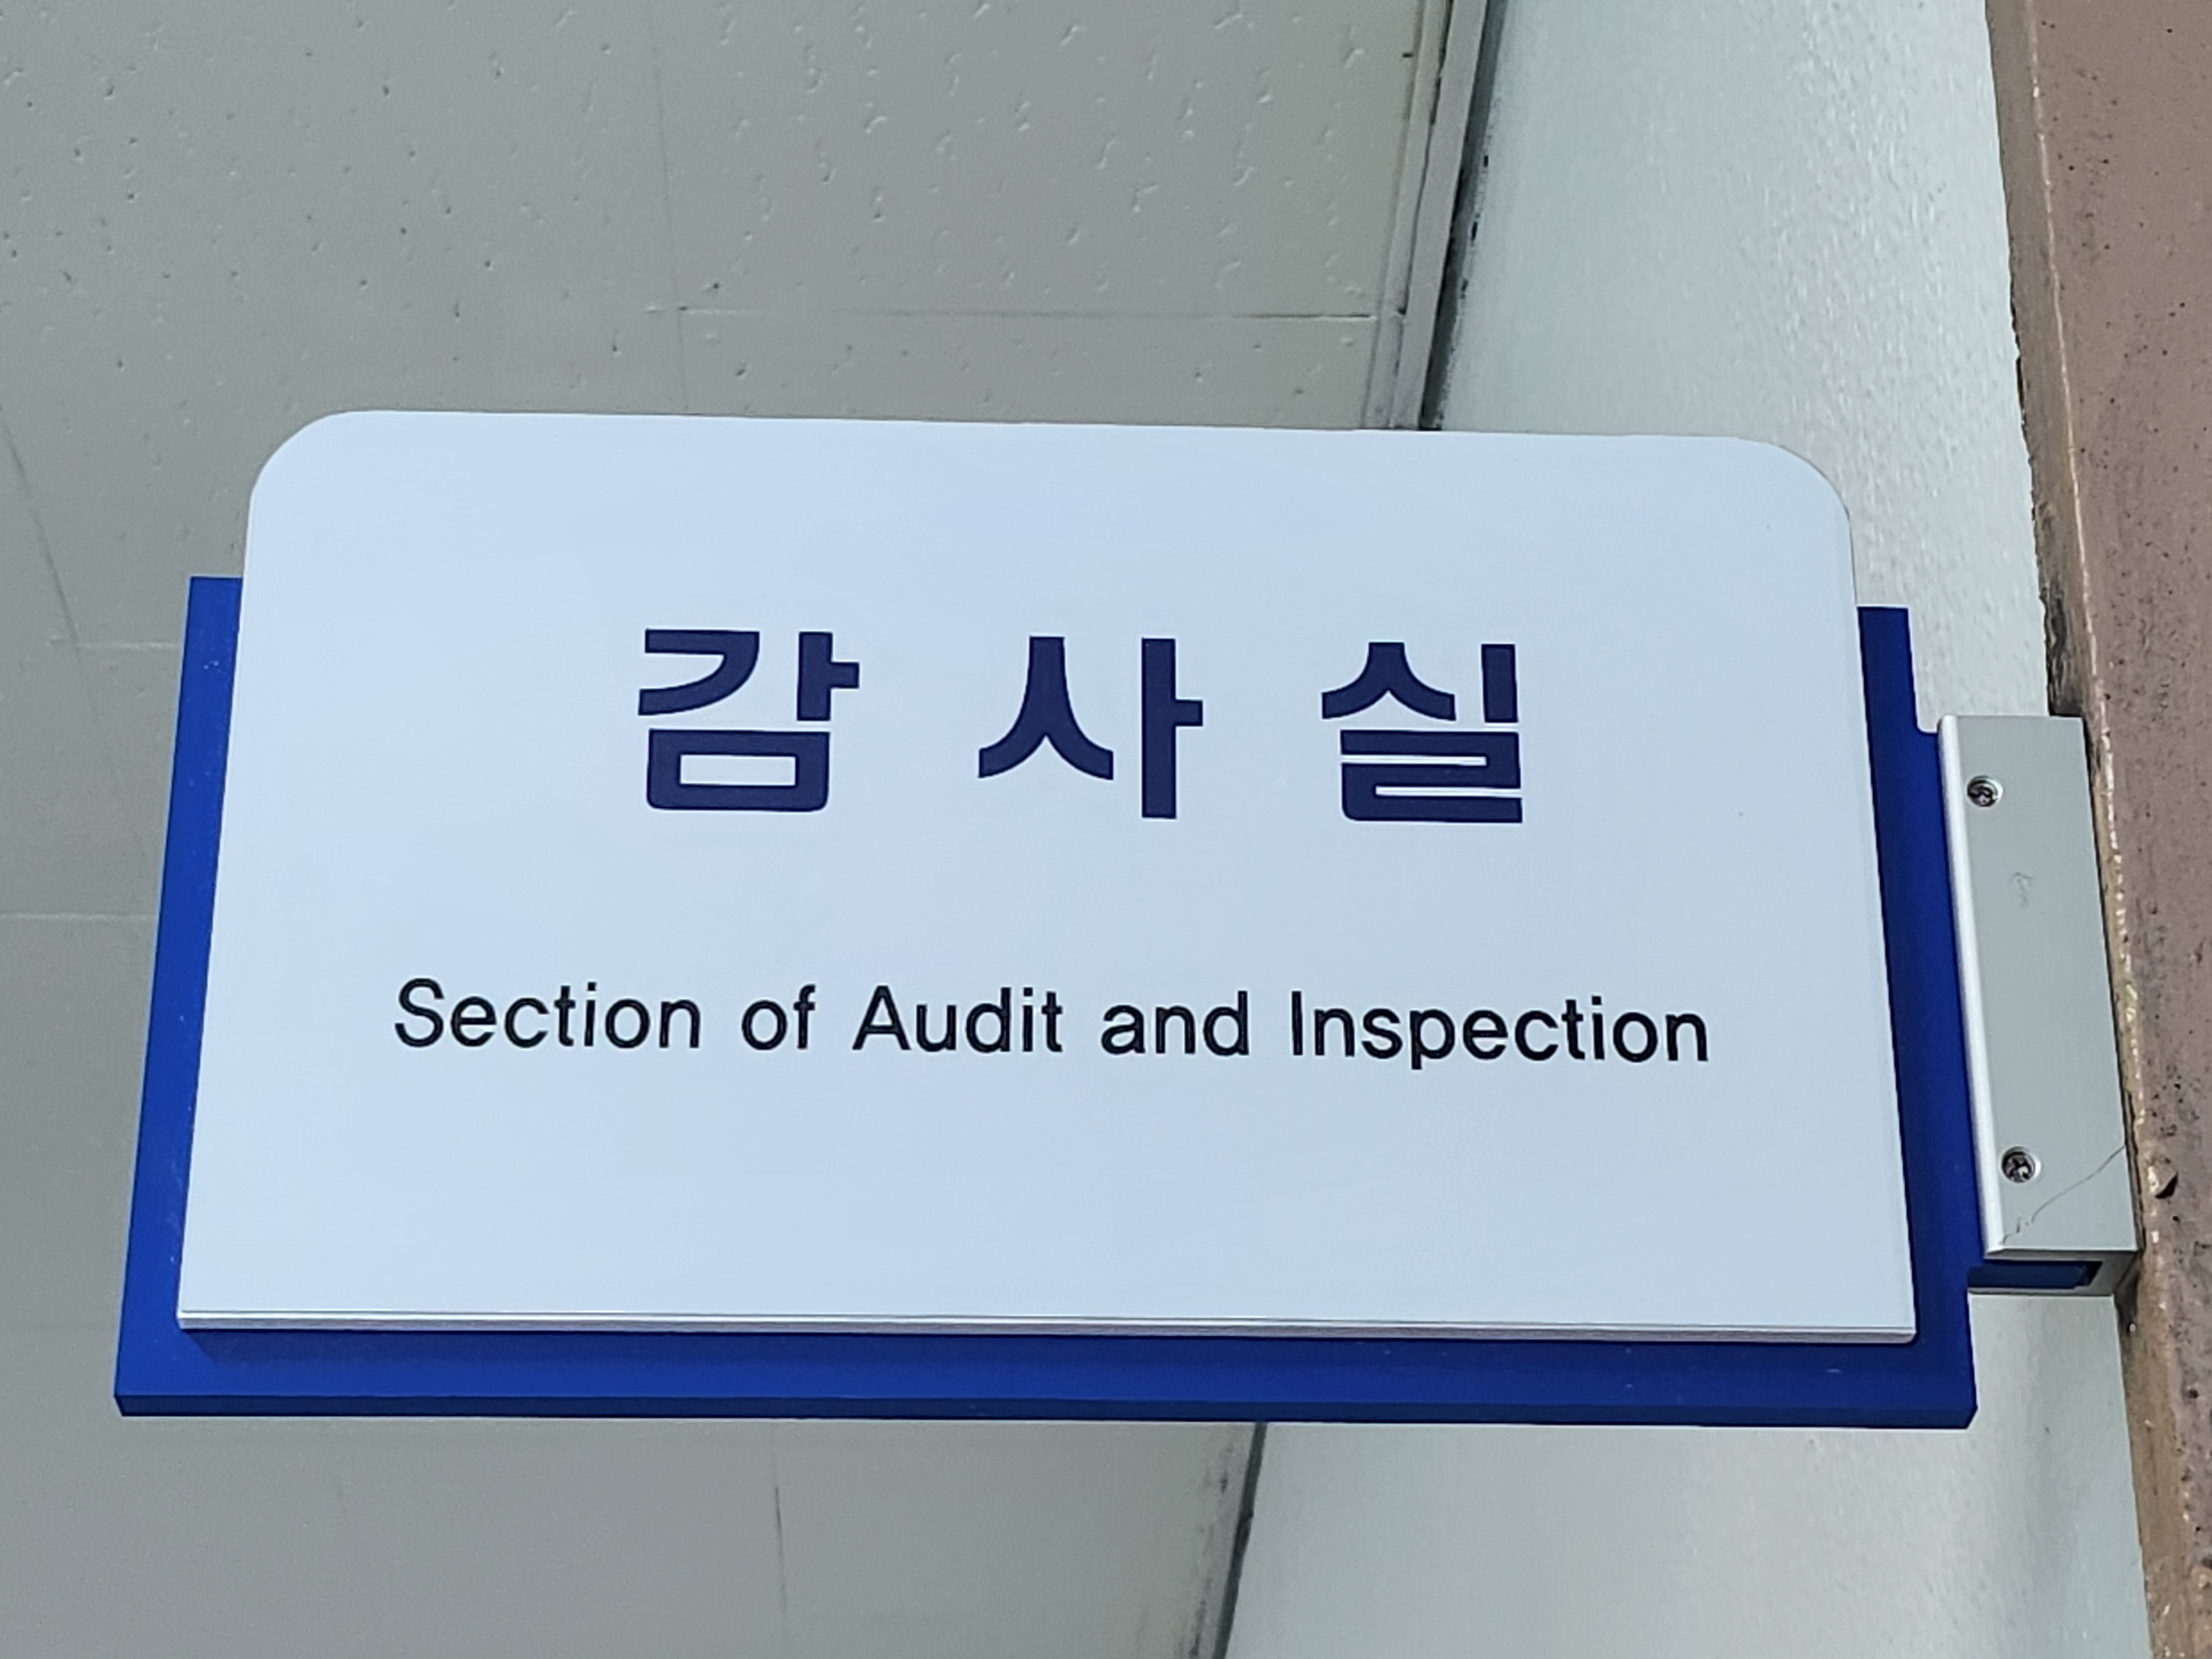 감사실
Section of Audit and Inspection